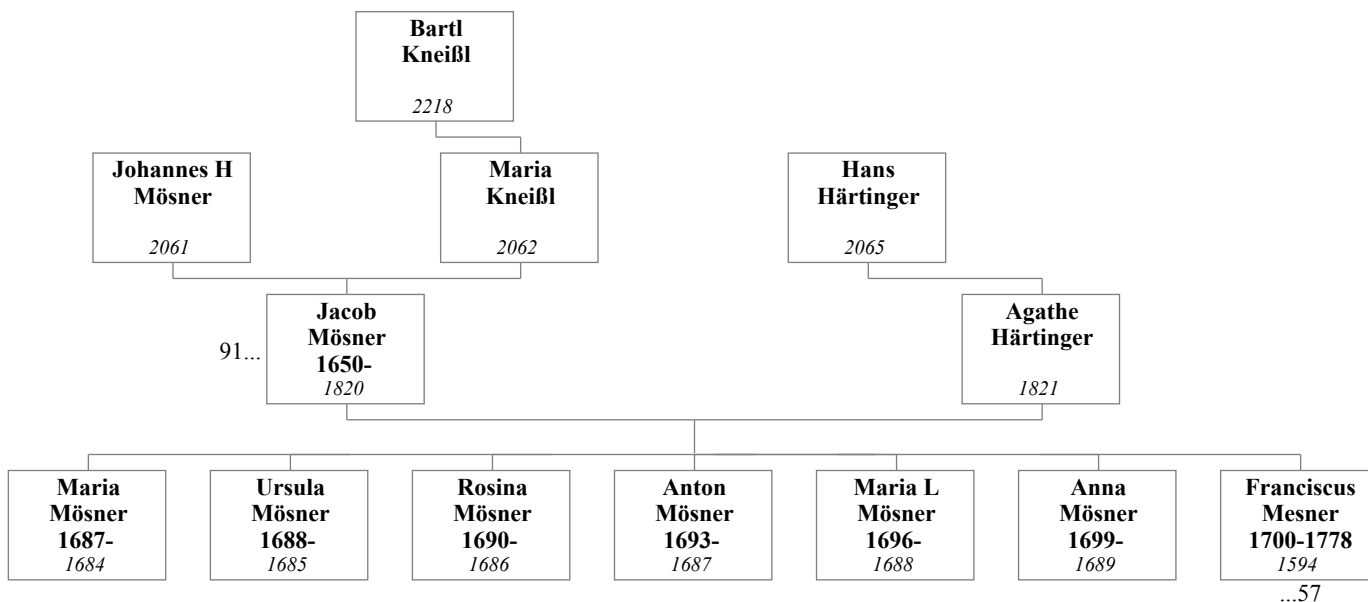 Bartl
Kneißl
2218
Johannes H
Mösner
2061
Maria
Kneißl
2062
Hans
Härtinger
2065
91...
Jacob
Mösner
1650-
1820
Agathe
Härtinger
1821
Maria
Mösner
1687-
1684
Ursula
Mösner
1688-
1685
Rosina
Mösner
1690-
1686
Anton
Mösner
1693-
1687
Maria L
Mösner
1696-
1688
Anna
Mösner
1699-
1689
Franciscus
Mesner
1700-1778
1594
...57